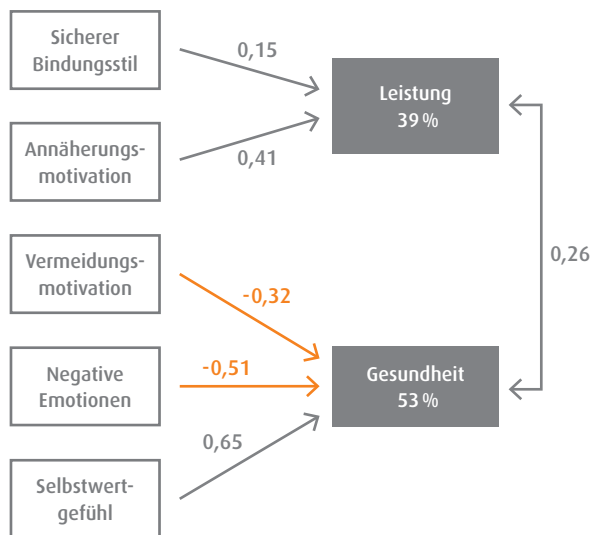 Sicherer
Bindungsstil
0,15
Leistung
39 %
Annäherungs-
motivation
0,41
Vermeidungs-
motivation
-0,32
0,26
Negative
Emotionen
-0,51
Gesundheit
53 %
0,65
Selbstwert-
gefühl